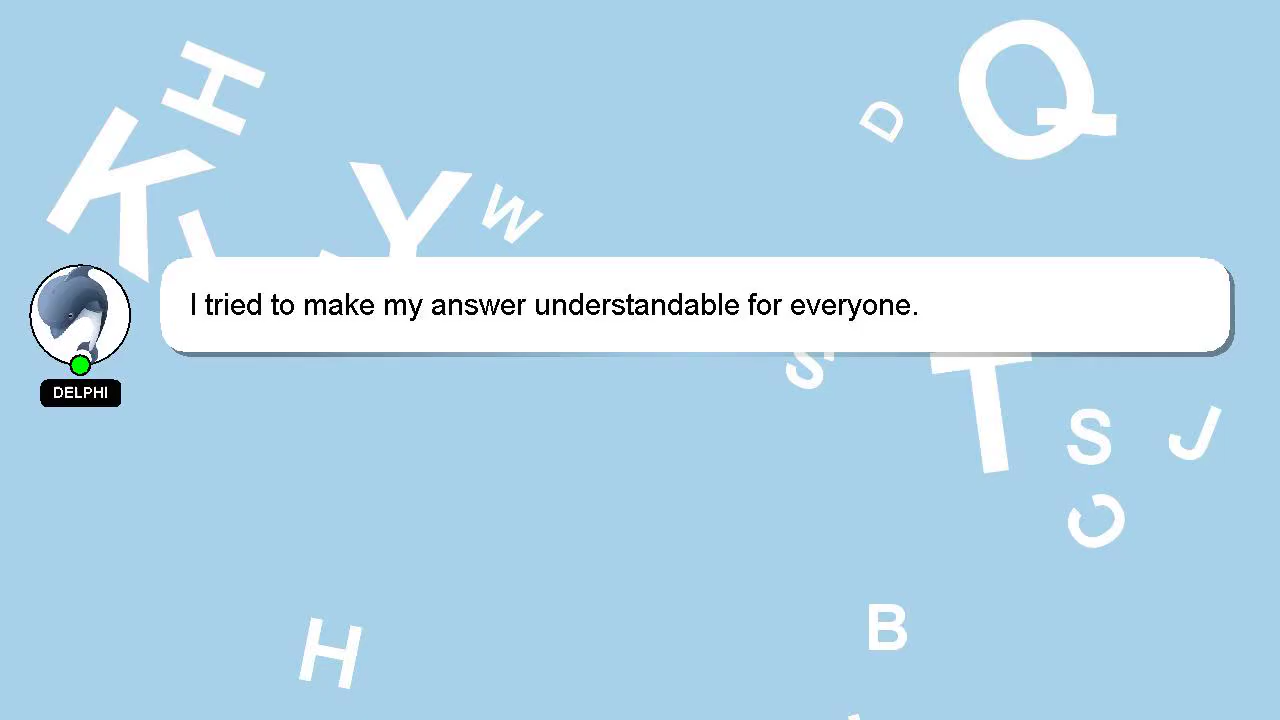 H
K
Y
W
D
Q
I tried to make my answer understandable for everyone.
DELPHI
S
T
S
J
C
H
B